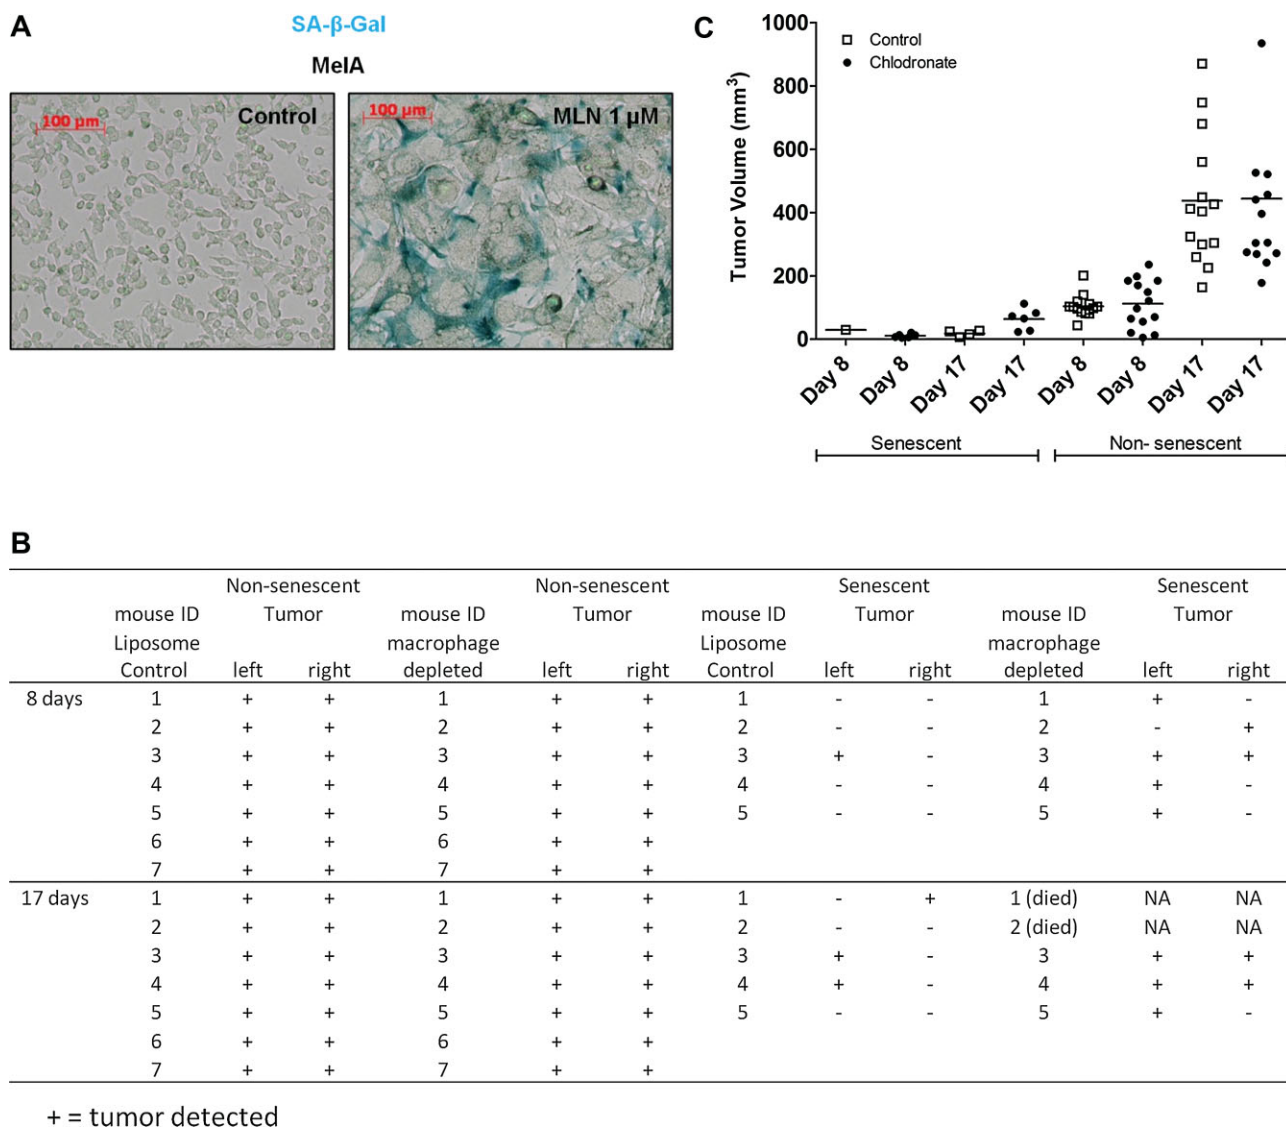 A
SA-β-Gal
MelA
100 µm
Control
100 µm
MLN 1 µM
C
Tumor Volume (mm³)
1000
800
600
400
200
0
Control
Chlodronate
Day 8 Day 8 Day 17 Day 17 Day 8 Day 8 Day 17 Day 17
Senescent Non- senescent
B
Non-senescent Non-senescent Senescent Senescent
mouse ID Tumor mouse ID Tumor mouse ID Tumor mouse ID Tumor
Liposome macrophage Liposome macrophage
Control left right depleted left right Control left right depleted left right
8 days 1 + + 1 + + 1 - - 1 + -
2 + + 2 + + 2 - - 2 - +
3 + + 3 + + 3 + - 3 + +
4 + + 4 + + 4 - - 4 + -
5 + + 5 + + 5 - - 5 + -
6 + + 6 + +
7 + + 7 + +
17 days 1 + + 1 + + 1 - + 1 (died) NA NA
2 + + 2 + + 2 - - 2 (died) NA NA
3 + + 3 + + 3 + - 3 + +
4 + + 4 + + 4 + - 4 + +
5 + + 5 + + 5 - - 5 + -
6 + + 6 + +
7 + + 7 + +
+ = tumor detected